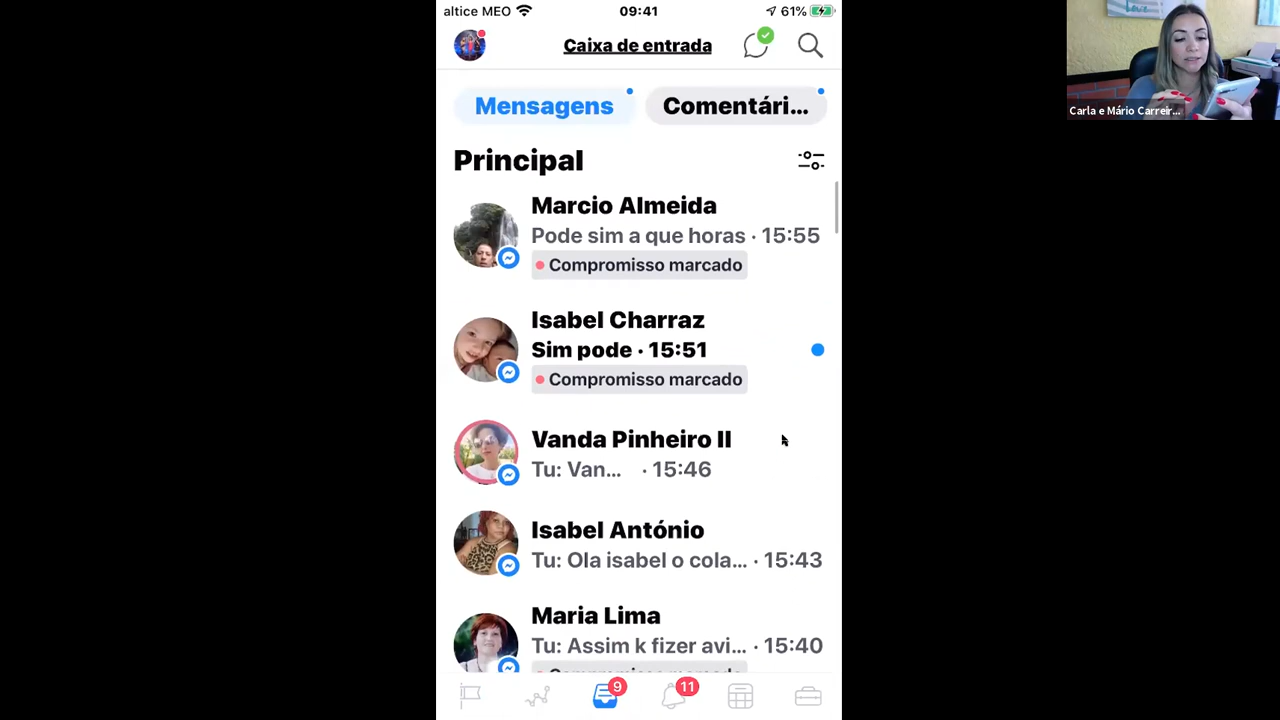 altice MEO 09:41 61%
Caixa de entrada
Mensagens Comentári...
Principal
Marcio Almeida
Pode sim a que horas · 15:55
Compromisso marcado
Isabel Charraz
Sim pode · 15:51
Compromisso marcado
Vanda Pinheiro II
Tu: Van... · 15:46
Isabel António
Tu: Ola isabel o cola... · 15:43
Maria Lima
Tu: Assim k fizer avi... · 15:40
9 11
Carla e Mário Carreir...